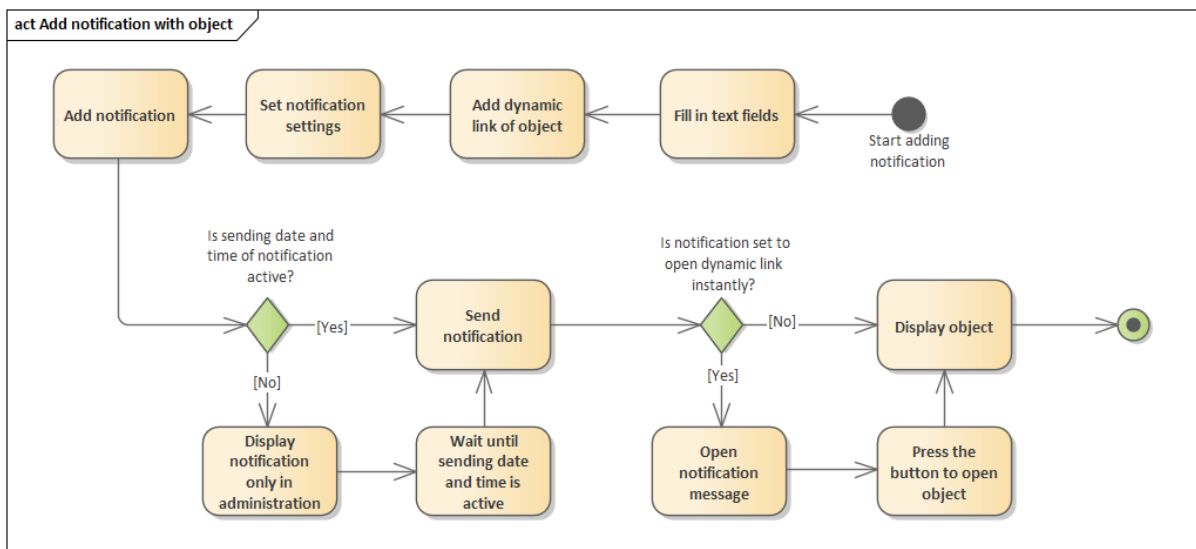 act Add notification with object
Add notification
Set notification
settings
Add dynamic
link of object
Fill in text fields
Start adding
notification
Is sending date and
time of notification
active?
[Yes]
[No]
Send
notification
Is notification set to
open dynamic link
instantly?
[No]
[Yes]
Display object
Display
notification
only in
administration
Wait until
sending date
and time is
active
Open
notification
message
Press the
button to open
object